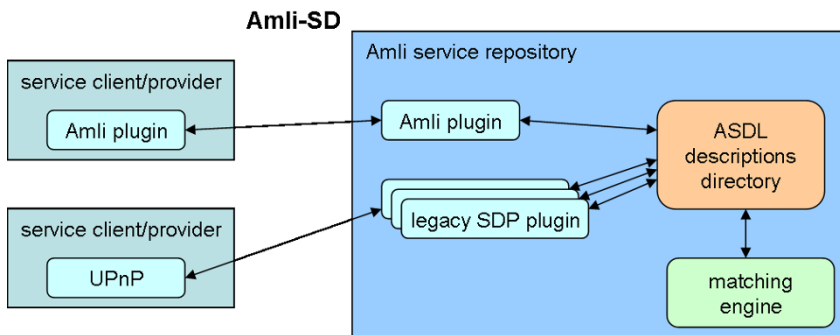 Amli-SD
service client/provider
Amli plugin
service client/provider
UPnP
Amli service repository
Amli plugin
legacy SDP plugin
ASDL
descriptions
directory
matching
engine